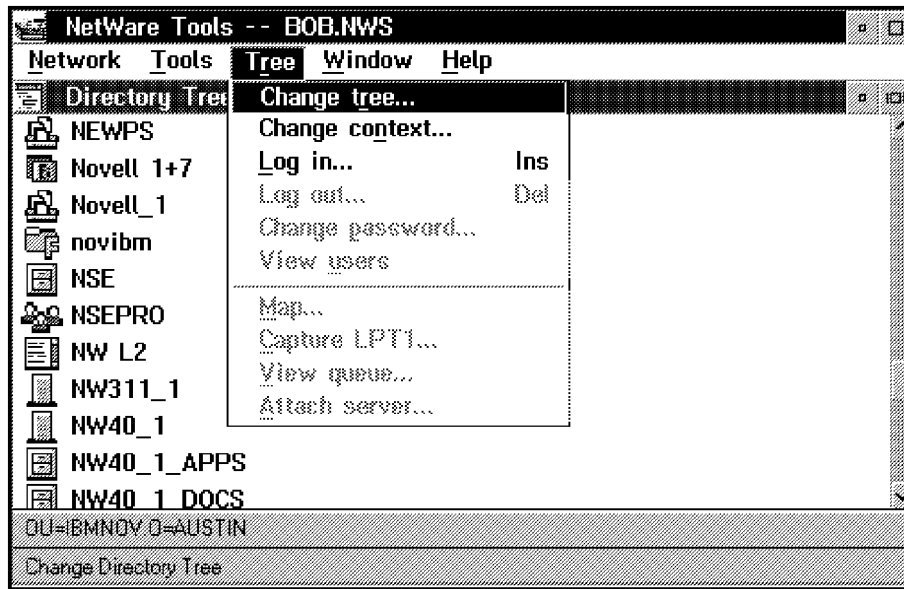 NetWare Tools -- BOB.NWS
Network Tools Tree Window Help
Directory Tree
Change tree...
Change context...
Log in... Ins
Log out... Del
Change password...
View users
Map...
Capture LPT1...
View queue...
Attach server...
NEWPS
Novell 1+7
Novell_1
novibm
NSE
NSEPRO
NW L2
NW311_1
NW40_1
NW40_1_APPS
NW40_1_DOCS
OU=IBMNOV.O=AUSTIN
Change Directory Tree